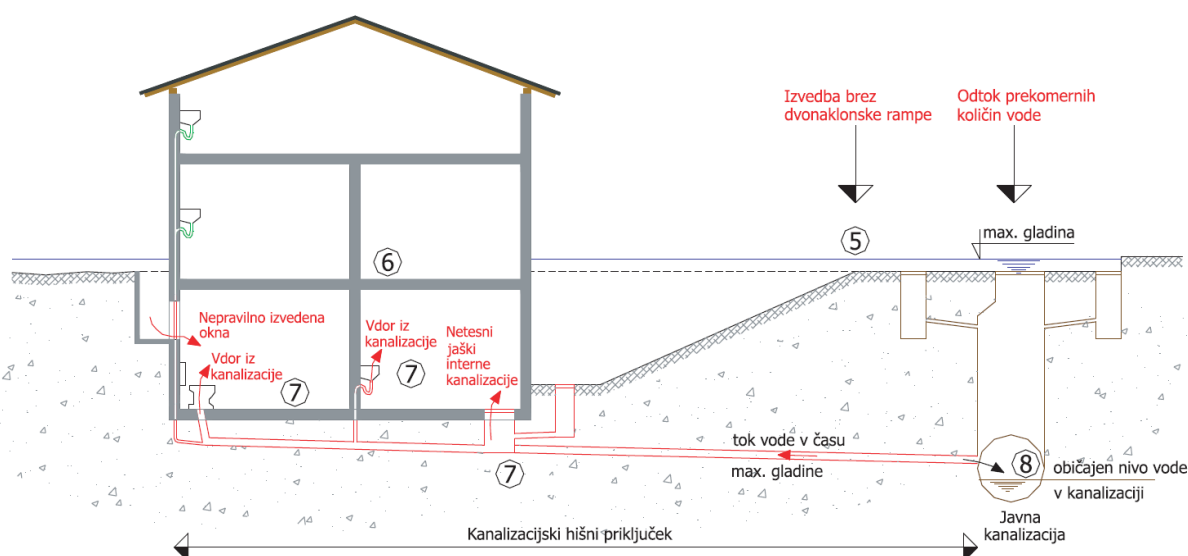 Izvedba brez
dvonaklonske rampe
Odtok prekomernih
količin vode
5
max. gladina
6
Nepravilno izvedena
okna
Vdor iz
kanalizacije
Netesni
jaški
interne
kanalizacije
Vdor iz
kanalizacije
7
7
tok vode v času
max. gladine
7
8
običajen nivo vode
v kanalizaciji
Javna
kanalizacija
Kanalizacijski hišni priključek